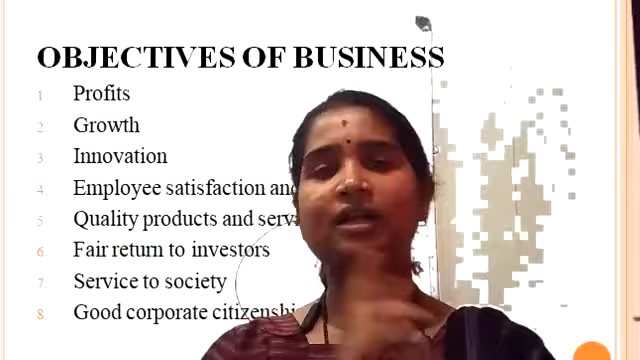 OBJECTIVES OF BUSINESS
1. Profits
2. Growth
3. Innovation
4. Employee satisfaction and
5. Quality products and
6. Fair return to investors
7. Service to society
8. Good corporate